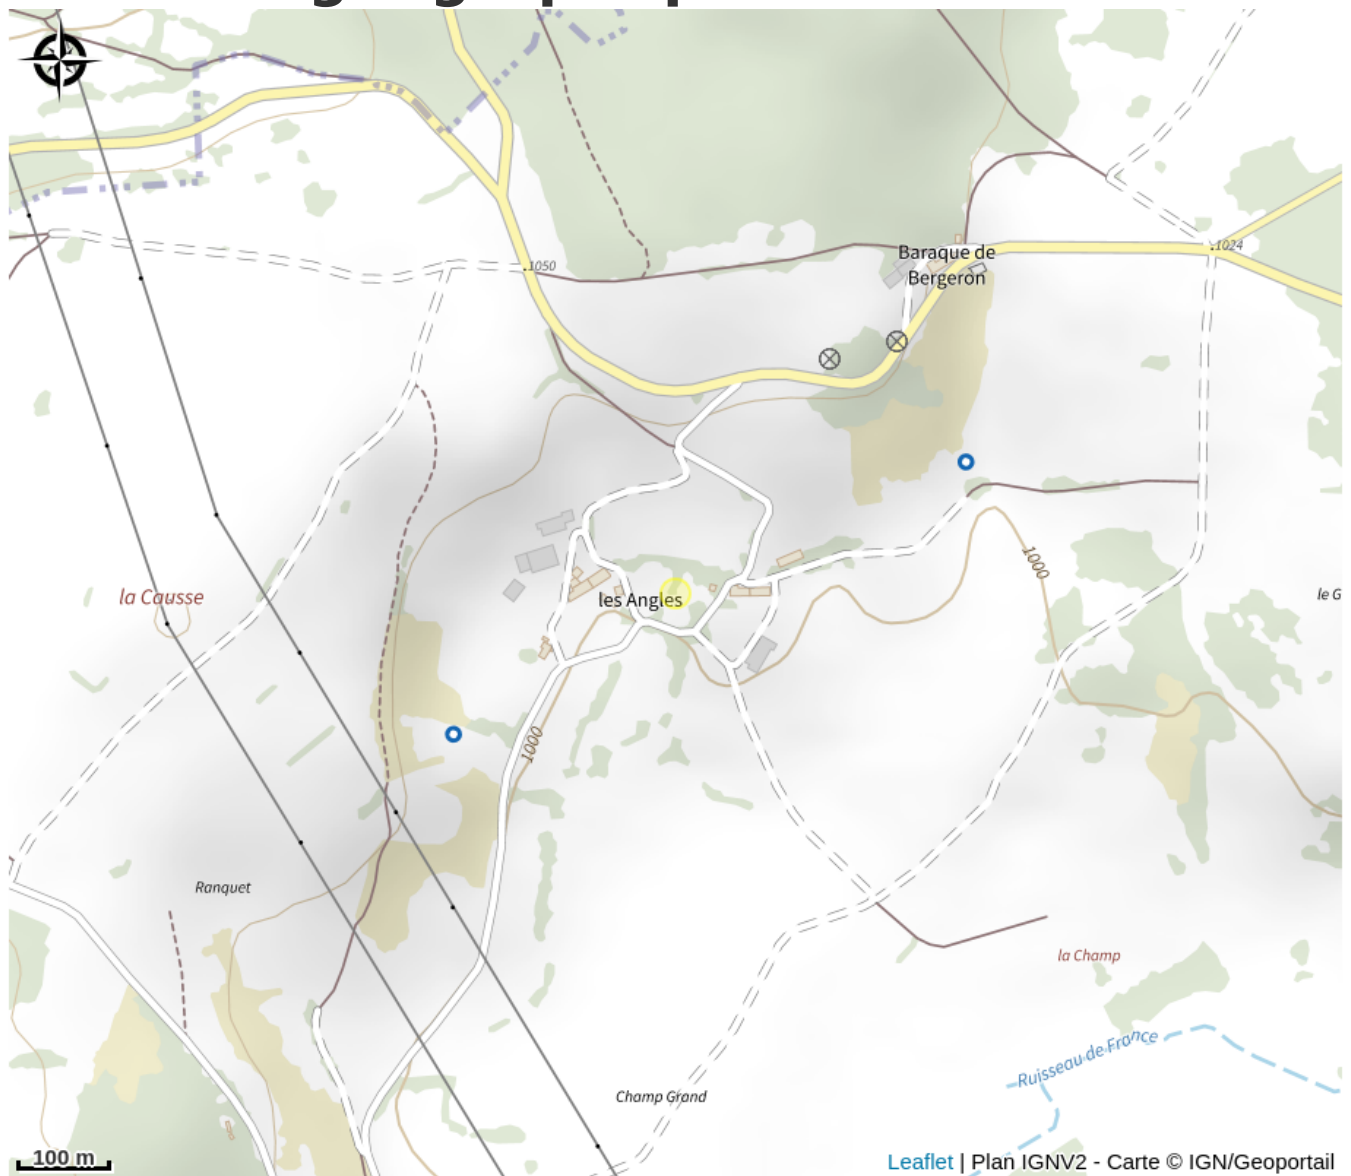 .1024
Baraque de
Bergeron
.1050
1000
la Causse
les Angles
le G
1000
Ranquet
la Champ
Ruisseau de France
Champ Grand
100 m
Leaflet | Plan IGNV2 - Carte © IGN/Geoportail